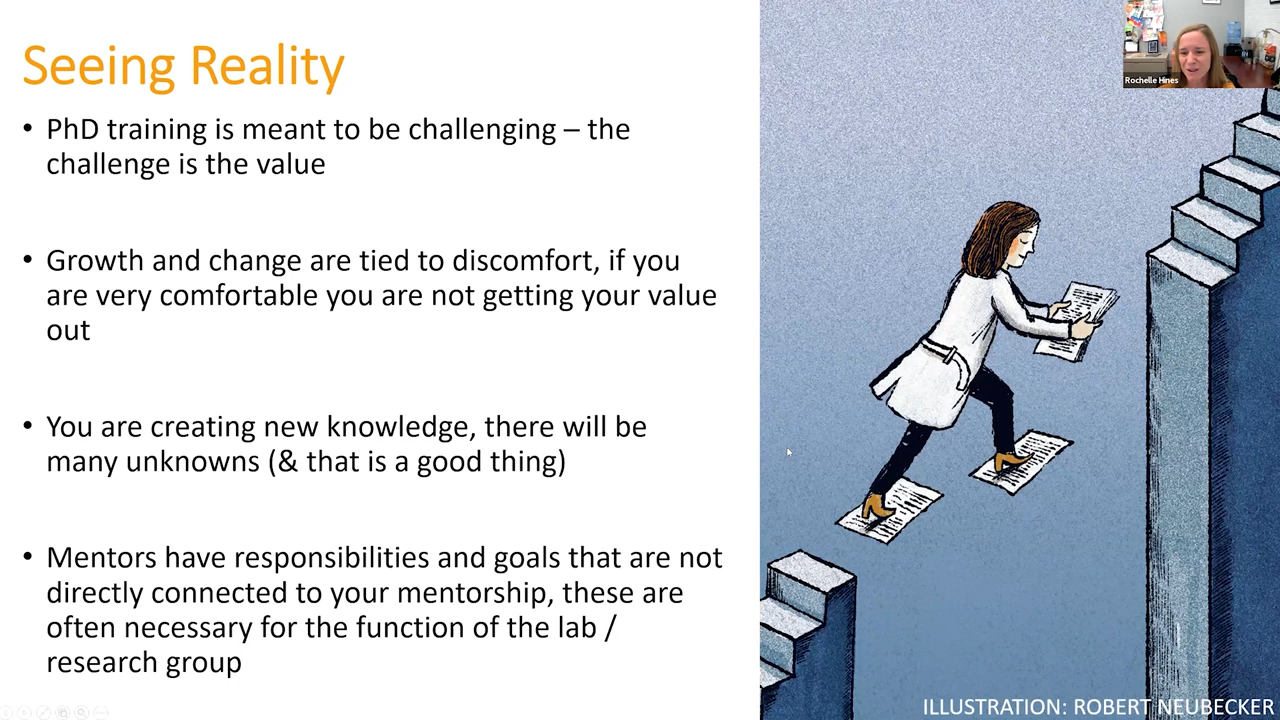 Seeing Reality
• PhD training is meant to be challenging – the
challenge is the value
• Growth and change are tied to discomfort, if you
are very comfortable you are not getting your value
out
• You are creating new knowledge, there will be
many unknowns (& that is a good thing)
• Mentors have responsibilities and goals that are not
directly connected to your mentorship, these are
often necessary for the function of the lab /
research group
Rochelle Hines
ILLUSTRATION: ROBERT NEUBECKER